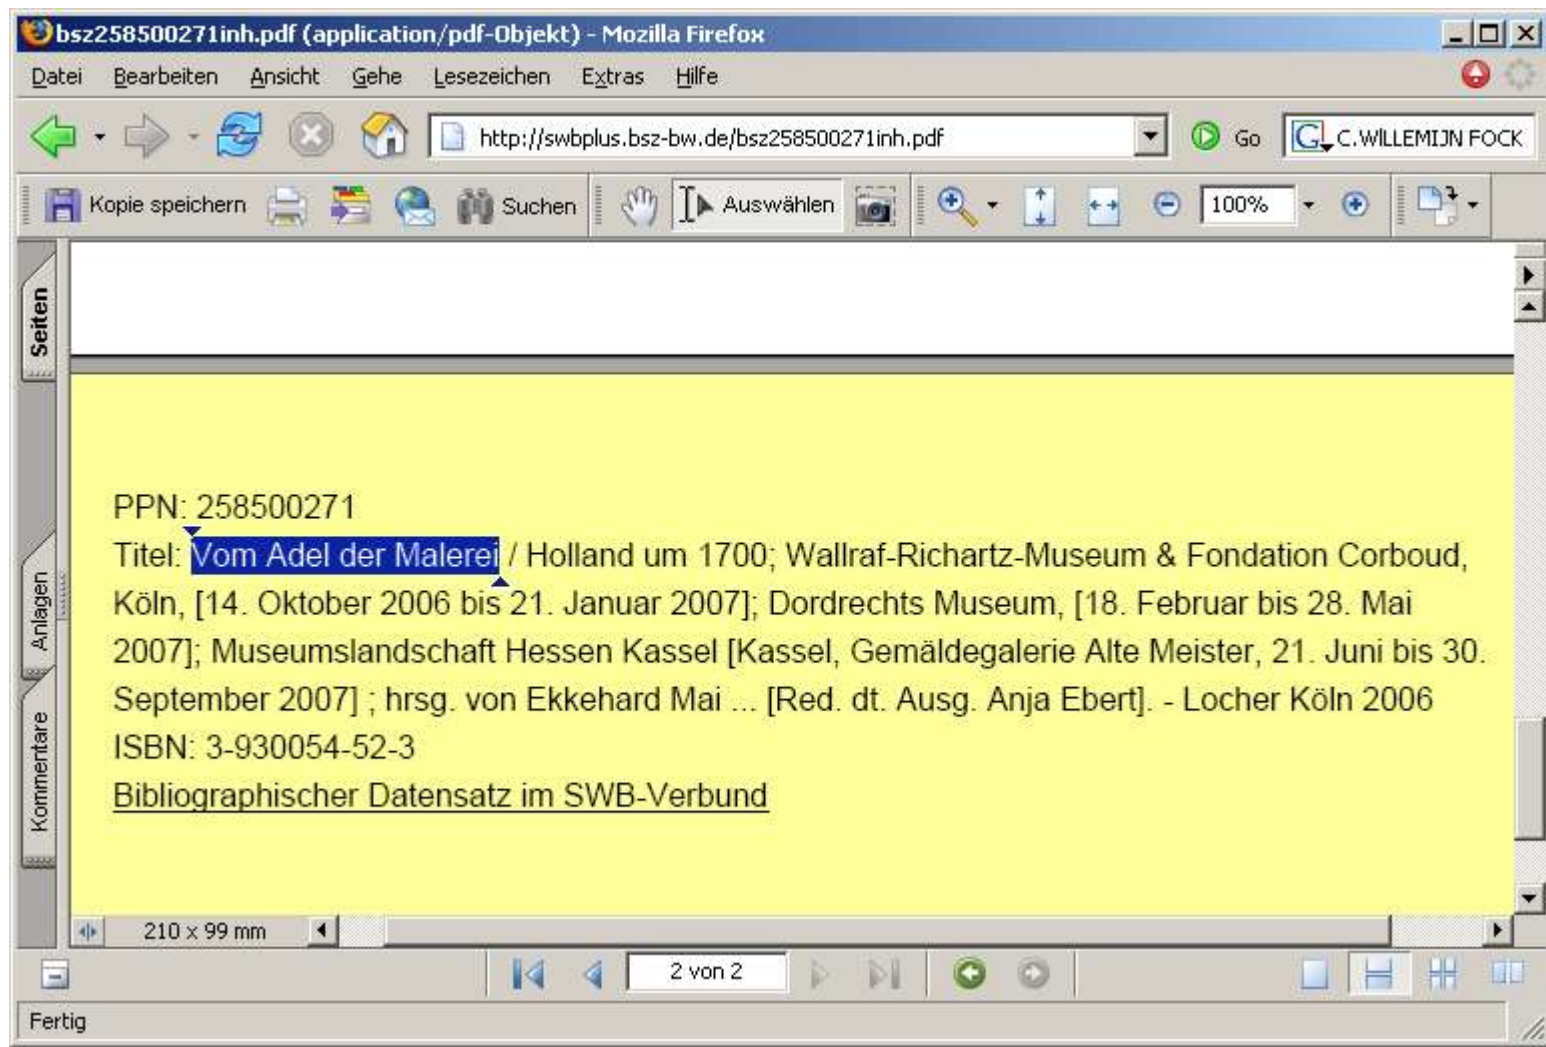 bsz258500271inh.pdf (application/pdf-Objekt) - Mozilla Firefox
Datei Bearbeiten Ansicht Gehe Lesezeichen Extras Hilfe
http://swbplus.bsz-bw.de/bsz258500271inh.pdf Go G C.WILLEMIJN FOCK
Kopie speichern Suchen Auswählen 100%
Seiten
Anlagen
Kommentare
PPN: 258500271
Titel: Vom Adel der Malerei / Holland um 1700; Wallraf-Richartz-Museum & Fondation Corboud,
Köln, [14. Oktober 2006 bis 21. Januar 2007]; Dordrechts Museum, [18. Februar bis 28. Mai
2007]; Museumslandschaft Hessen Kassel [Kassel, Gemäldegalerie Alte Meister, 21. Juni bis 30.
September 2007] ; hrsg. von Ekkehard Mai ... [Red. dt. Ausg. Anja Ebert]. - Locher Köln 2006
ISBN: 3-930054-52-3
Bibliographischer Datensatz im SWB-Verbund
210 x 99 mm
2 von 2
Fertig